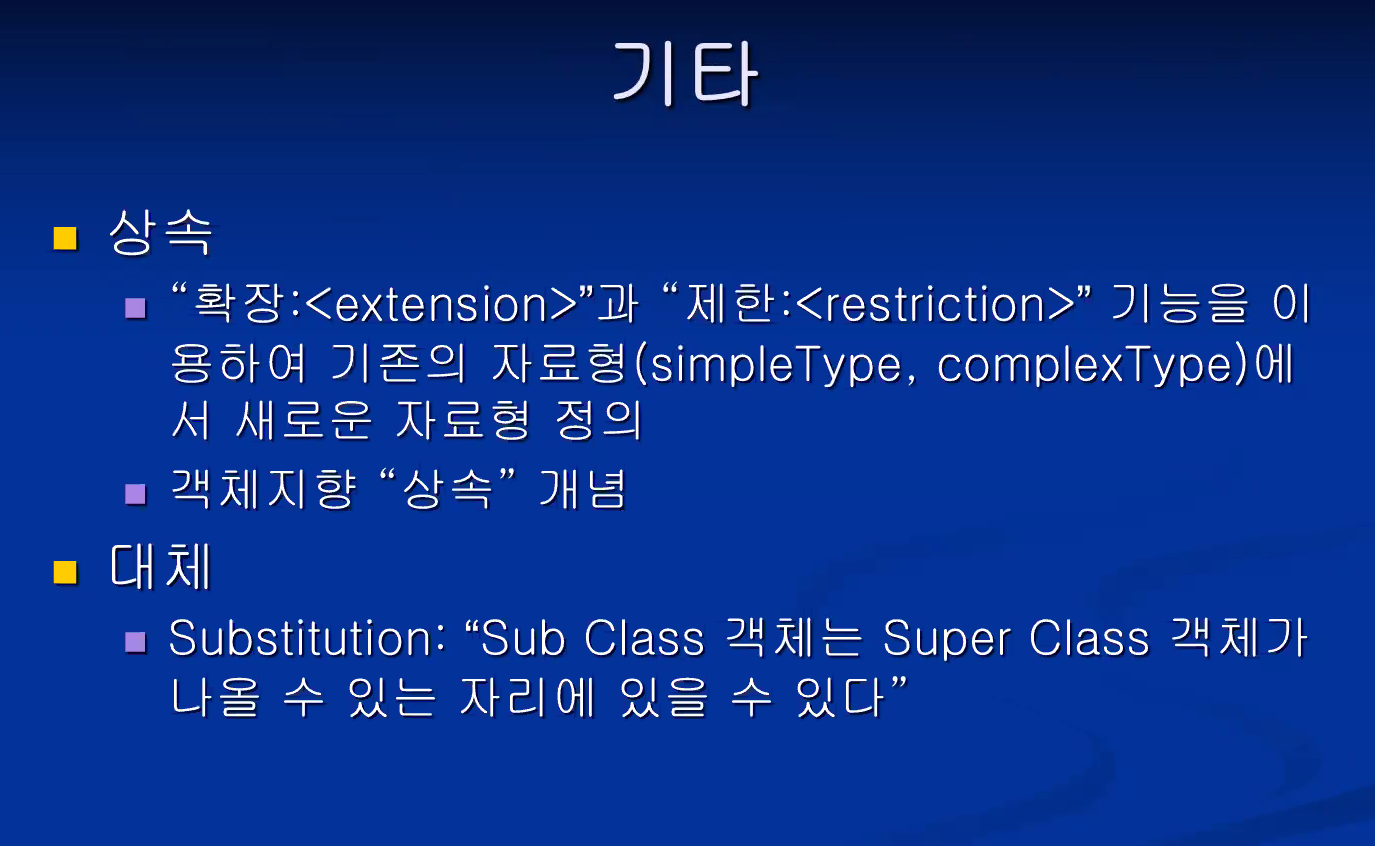 기타
상속
“확장:<extension>”과 “제한:<restriction>” 기능을 이
용하여 기존의 자료형(simpleType, complexType)에
서 새로운 자료형 정의
객체지향 “상속” 개념
대체
Substitution: “Sub Class 객체는 Super Class 객체가
나올 수 있는 자리에 있을 수 있다”